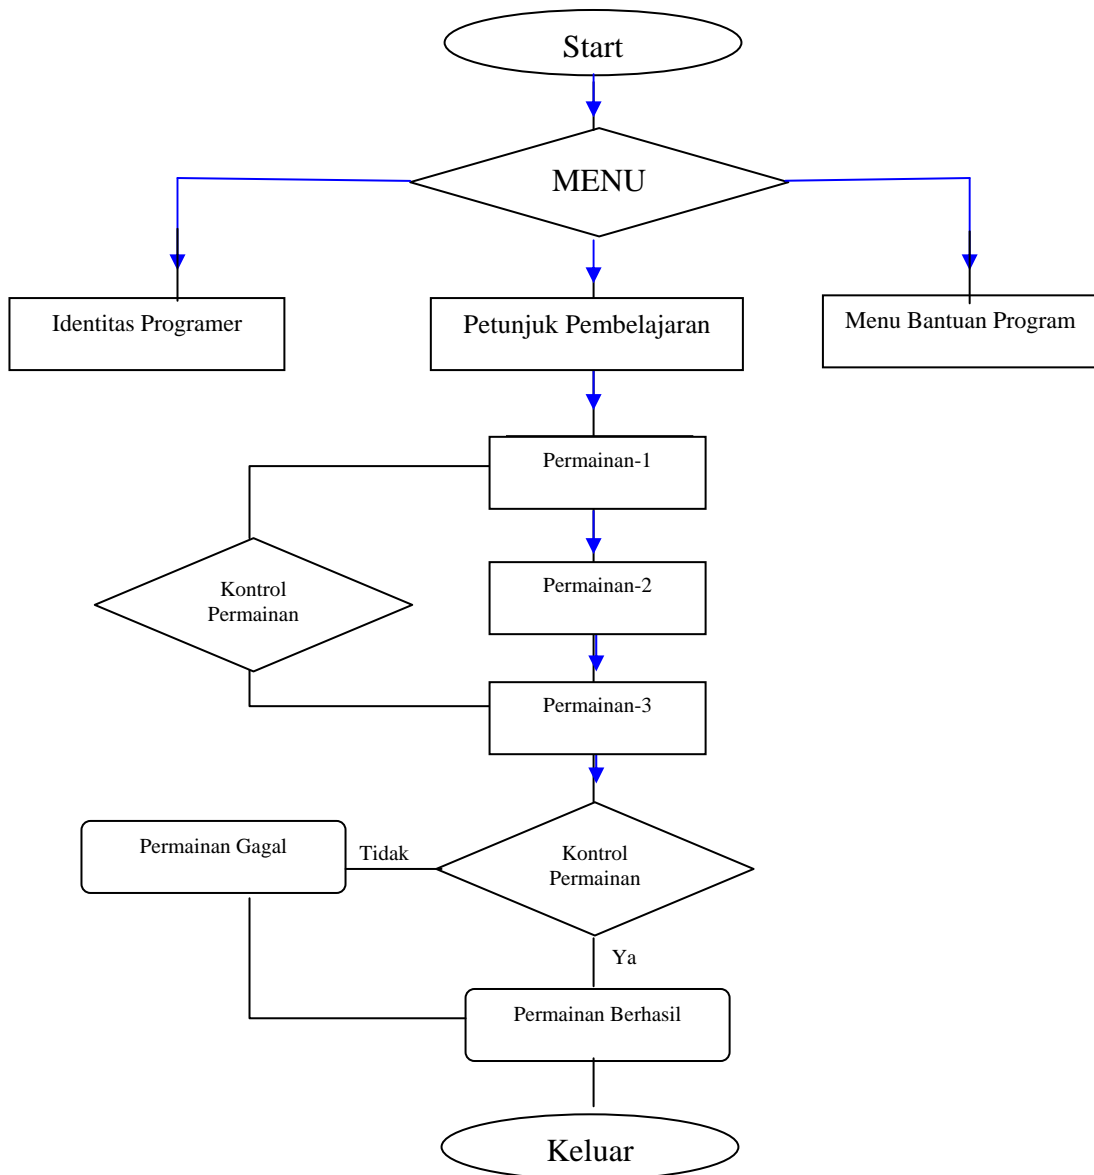 Start
MENU
Identitas Programer
Petunjuk Pembelajaran
Menu Bantuan Program
Permainan-1
Kontrol
Permainan
Permainan-2
Permainan-3
Permainan Gagal
Tidak
Kontrol
Permainan
Ya
Permainan Berhasil
Keluar